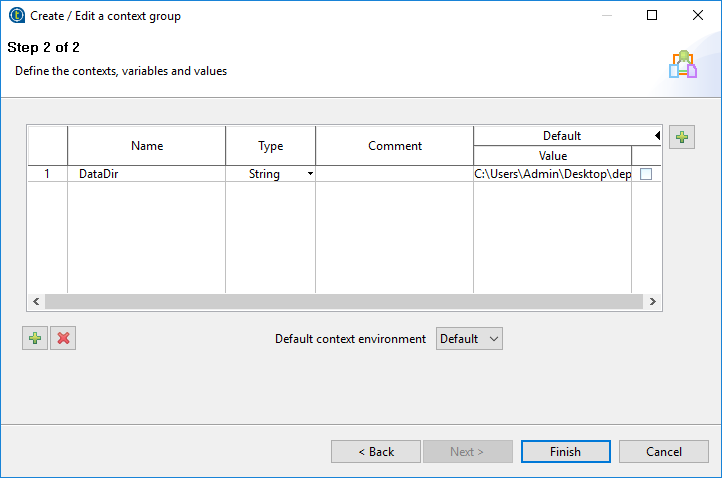 Create / Edit a context group
Step 2 of 2
Define the contexts, variables and values
Name Type Comment Default
Value
1 DataDir String C:\Users\Admin\Desktop\dep
Default context environment Default
< Back Next > Finish Cancel